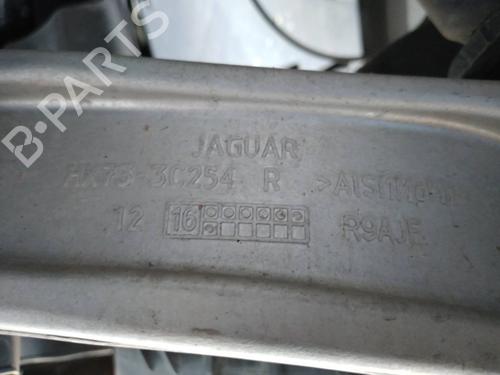 B-PARTS
JAGUAR
HK73-3C254 R
12 16 R9AJE